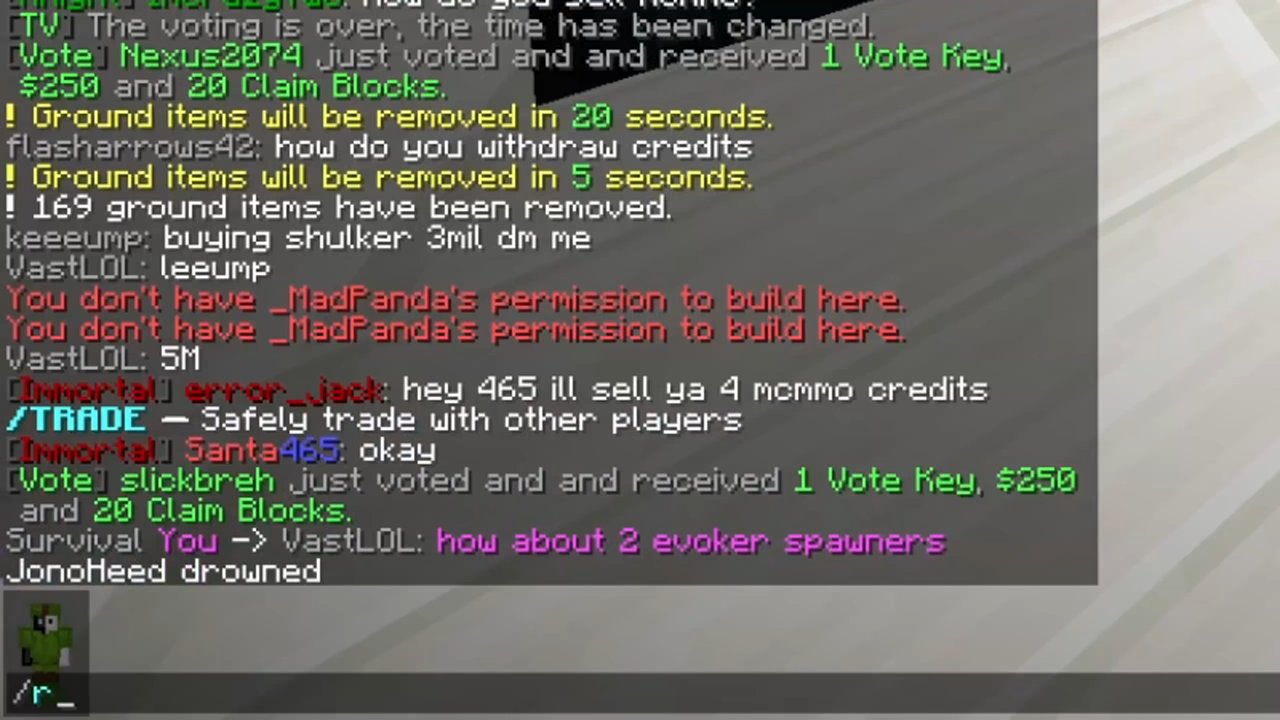 [TV] The voting is over, the time has been changed.
[Vote] Nexus2074 just voted and and received 1 Vote Key,
$250 and 20 Claim Blocks.
! Ground items will be removed in 20 seconds.
flasharrows42: how do you withdraw credits
! Ground items will be removed in 5 seconds.
! 169 ground items have been removed.
keeeump: buying shulker 3mil dm me
VastLOL: leeump
You don't have _MadPanda's permission to build here.
You don't have _MadPanda's permission to build here.
VastLOL: 5M
[Immortal] error_jack: hey 465 ill sell ya 4 mcmmo credits
/TRADE — Safely trade with other players
[Immortal] Santa465: okay
[Vote] slickbreh just voted and and received 1 Vote Key, $250
and 20 Claim Blocks.
Survival You -> VastLOL: how about 2 evoker spawners
JonoHeed drowned
/r _